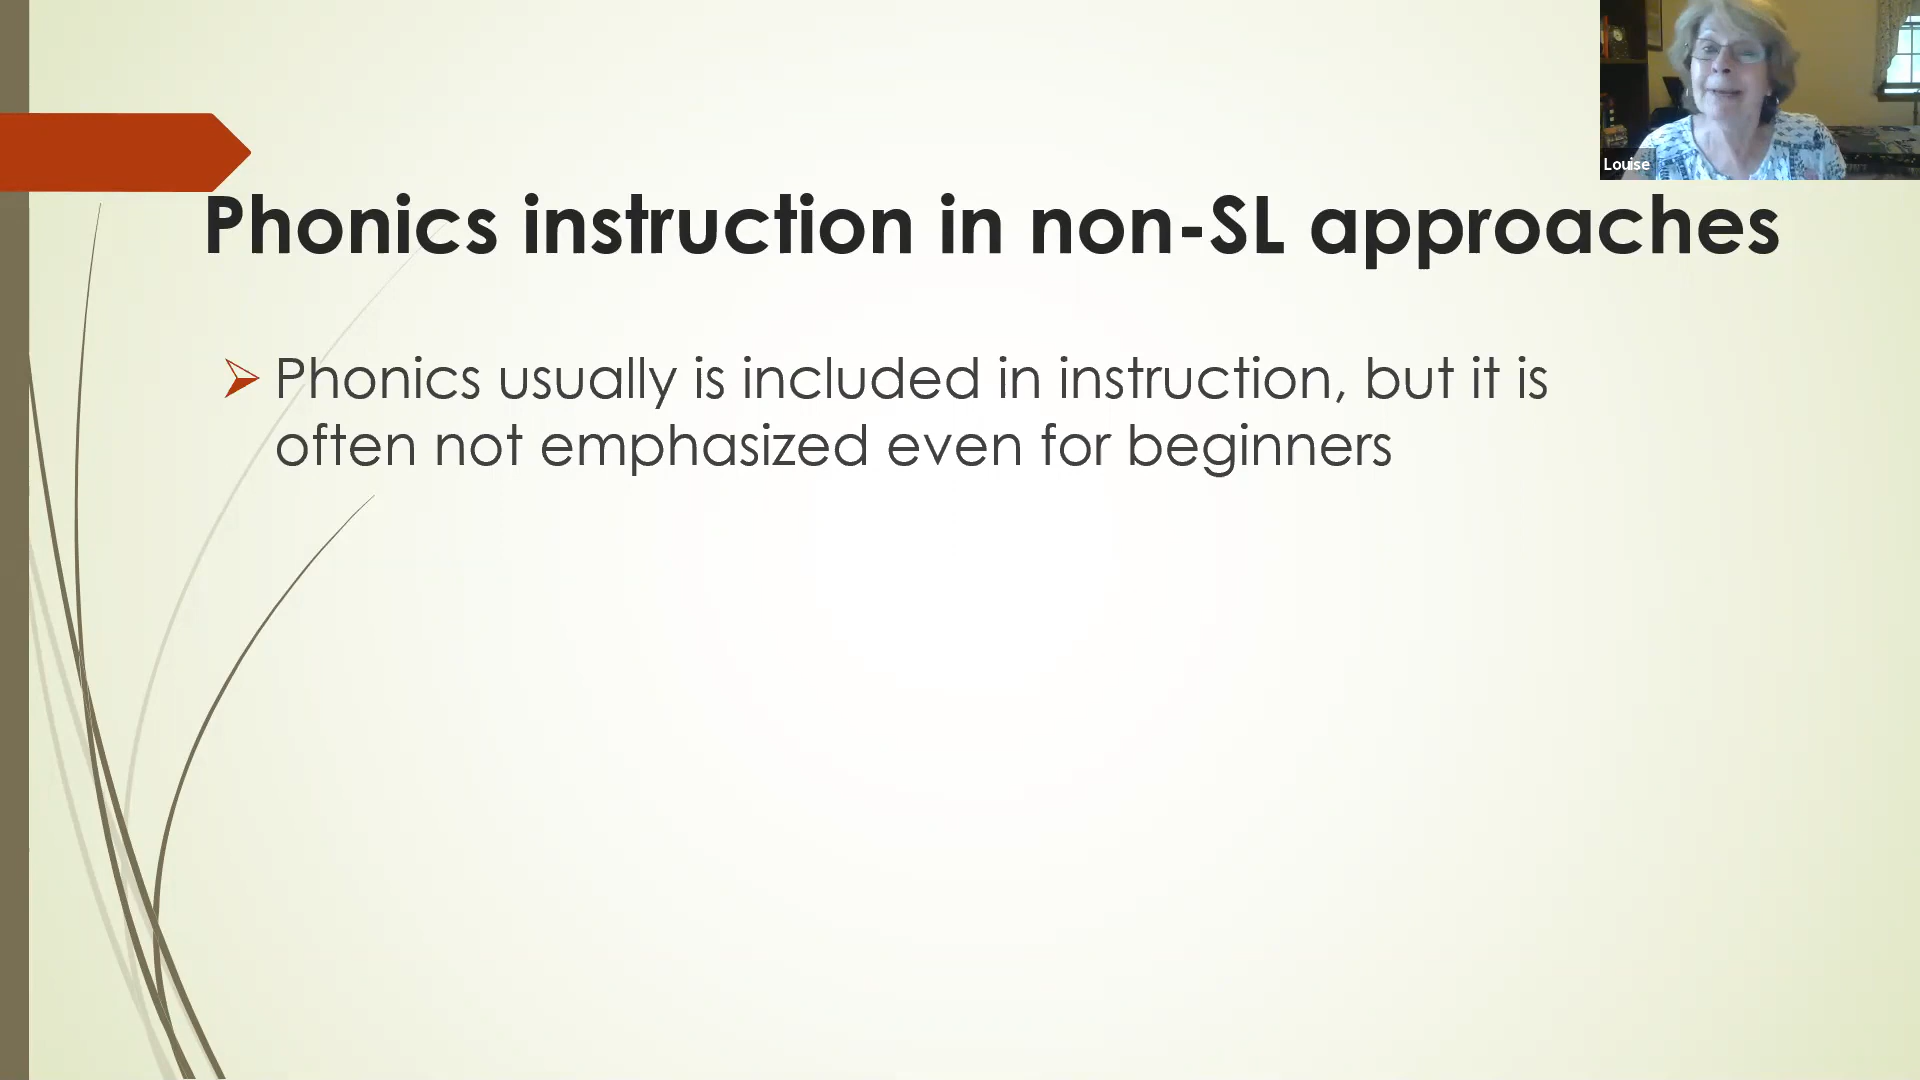 Louise
Phonics instruction in non-SL approaches
Phonics usually is included in instruction, but it is
often not emphasized even for beginners